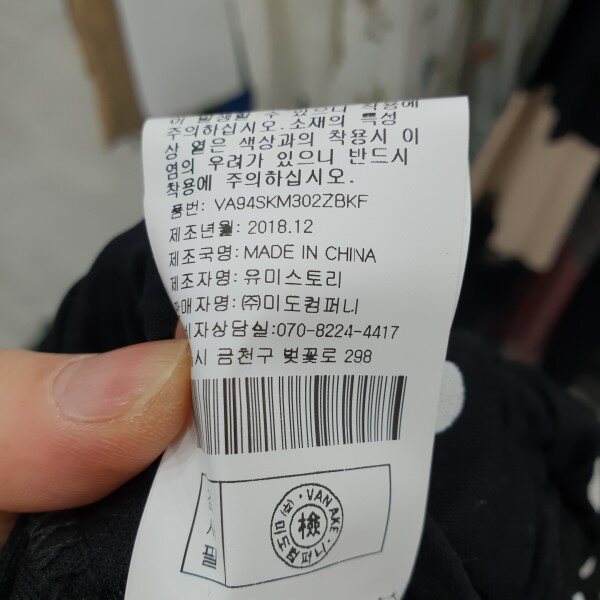 주의하십시오.소재의 특성
상 옅은 색상과의 착용시 이
염의 우려가 있으니 반드시
착용에 주의하십시오.
품번: VA94SKM302ZBKF
제조년월: 2018.12
제조국명: MADE IN CHINA
제조자명: 유미스토리
매자명: ㈜미도컴퍼니
비자상담실:070-8224-4417
시 금천구 벚꽃로 298
VAN AKE
㈜미도컴퍼니
檢
필